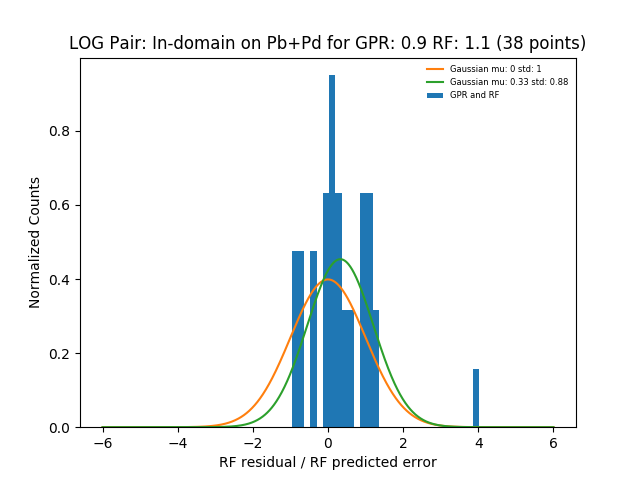 LOG Pair: In-domain on Pb+Pd for GPR: 0.9 RF: 1.1 (38 points)
Gaussian mu: 0 std: 1
Gaussian mu: 0.33 std: 0.88
GPR and RF
Normalized Counts
0.8
0.6
0.4
0.2
0.0
−6 −4 −2 0 2 4 6
RF residual / RF predicted error